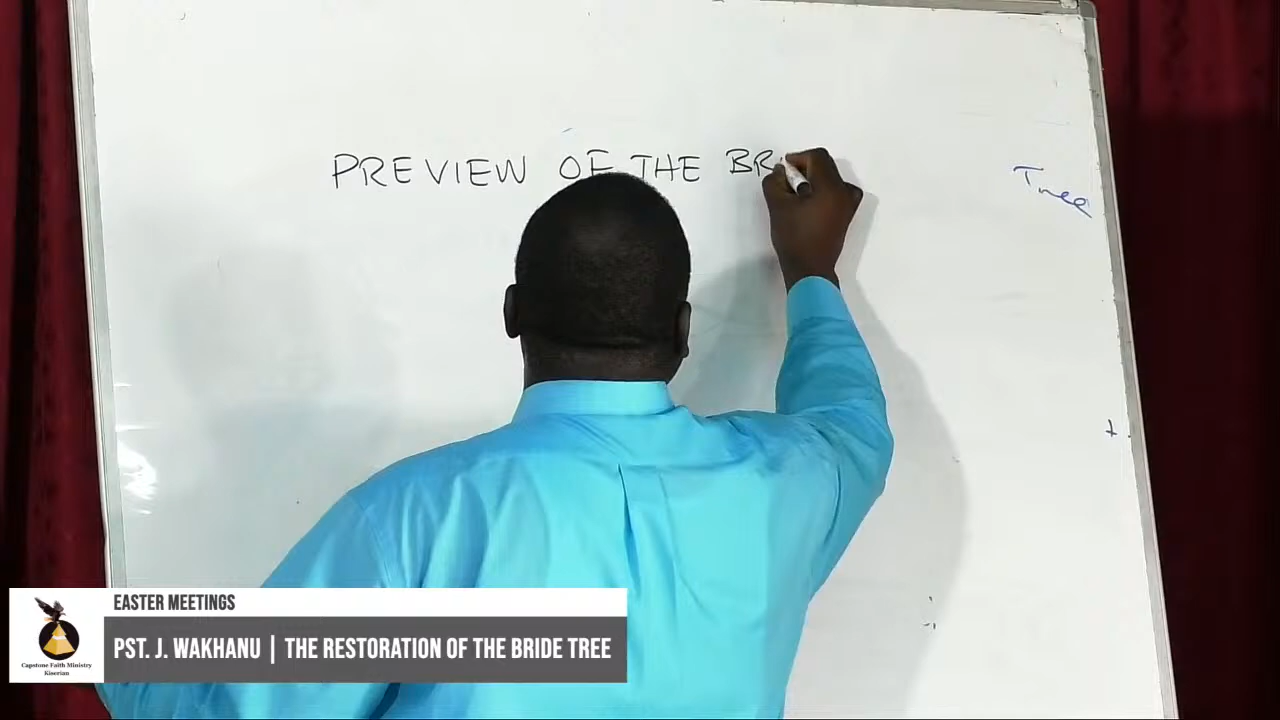 PREVIEW OF THE BR
Tree
EASTER MEETINGS
PST. J. WAKHANU | THE RESTORATION OF THE BRIDE TREE
Capstone Faith Ministry
Kiserian